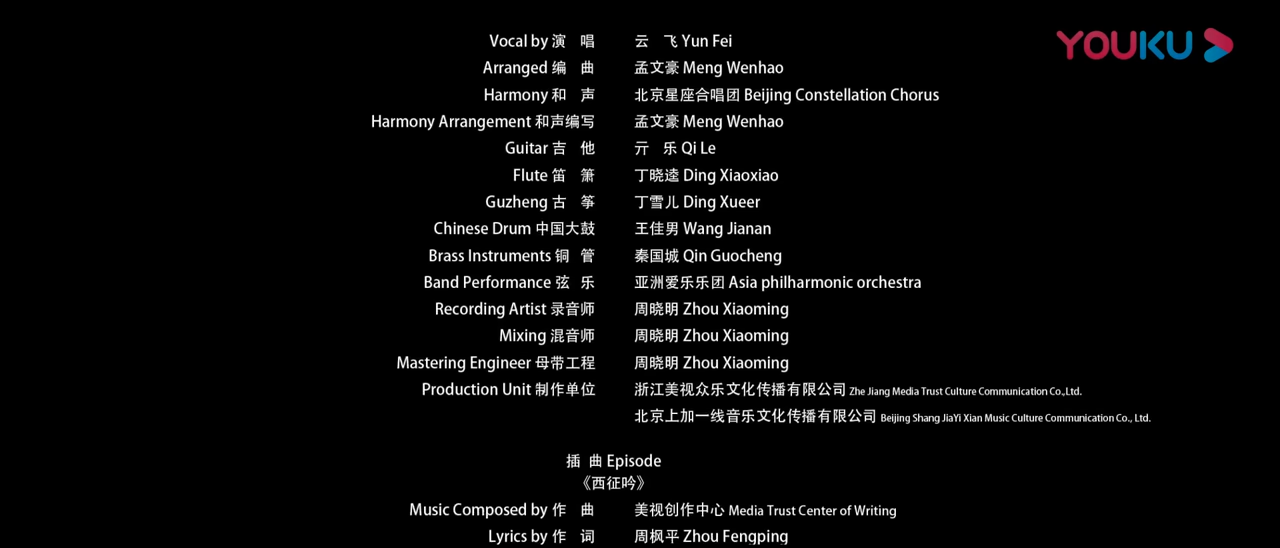 YOUKU
Vocal by 演 唱 云 飞 Yun Fei
Arranged 编 曲 孟文豪 Meng Wenhao
Harmony 和 声 北京星座合唱团 Beijing Constellation Chorus
Harmony Arrangement 和声编写 孟文豪 Meng Wenhao
Guitar 吉 他 亓 乐 Qi Le
Flute 笛 箫 丁晓逵 Ding Xiaoxiao
Guzheng 古 筝 丁雪儿 Ding Xueer
Chinese Drum 中国大鼓 王佳男 Wang Jianan
Brass Instruments 铜 管 秦国城 Qin Guocheng
Band Performance 弦 乐 亚洲爱乐乐团 Asia philharmonic orchestra
Recording Artist 录音师 周晓明 Zhou Xiaoming
Mixing 混音师 周晓明 Zhou Xiaoming
Mastering Engineer 母带工程 周晓明 Zhou Xiaoming
Production Unit 制作单位 浙江美视众乐文化传播有限公司 Zhe Jiang Media Trust Culture Communication Co.,Ltd.
北京上加一线音乐文化传播有限公司 Beijing Shang JiaYi Xian Music Culture Communication Co., Ltd.
插 曲 Episode
《西征吟》
Music Composed by 作 曲 美视创作中心 Media Trust Center of Writing
Lyrics by 作 词 周枫平 Zhou Fengping